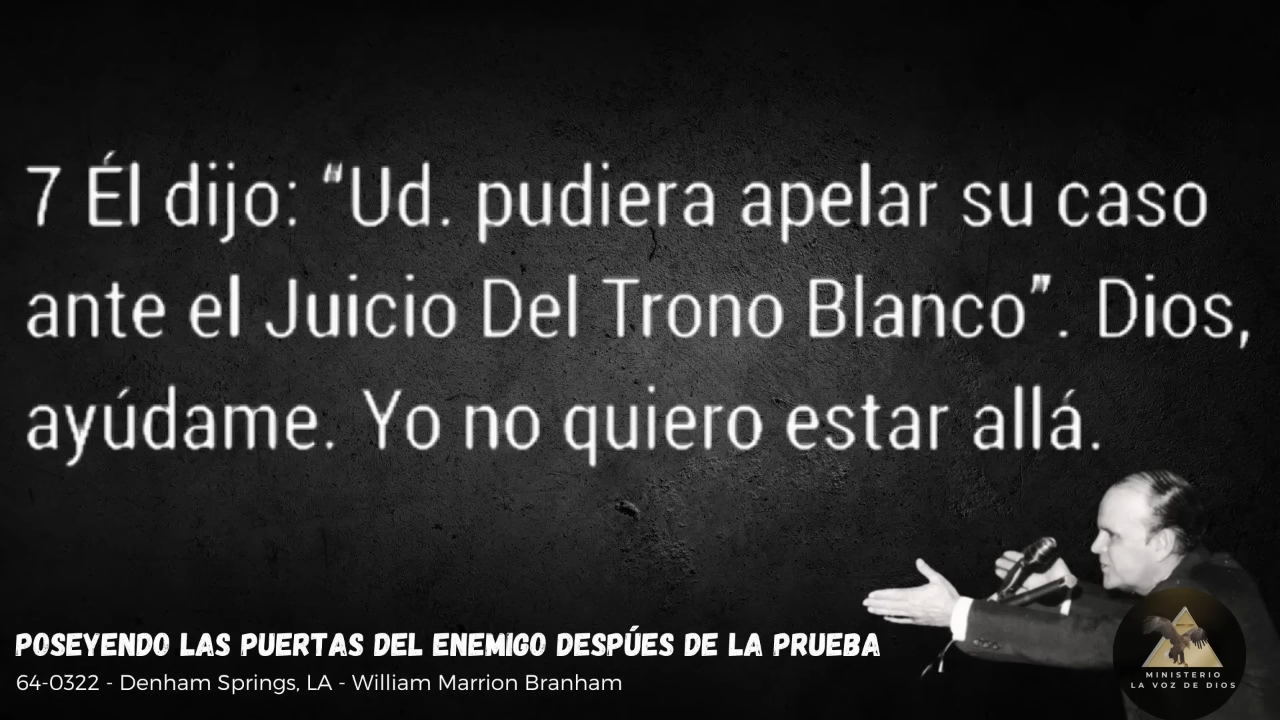 7 Él dijo: “Ud. pudiera apelar su caso
ante el Juicio Del Trono Blanco”. Dios,
ayúdame. Yo no quiero estar allá.
POSEYENDO LAS PUERTAS DEL ENEMIGO DESPÚES DE LA PRUEBA
64-0322 - Denham Springs, LA - William Marrion Branham
MINISTERIO
LA VOZ DE DIOS